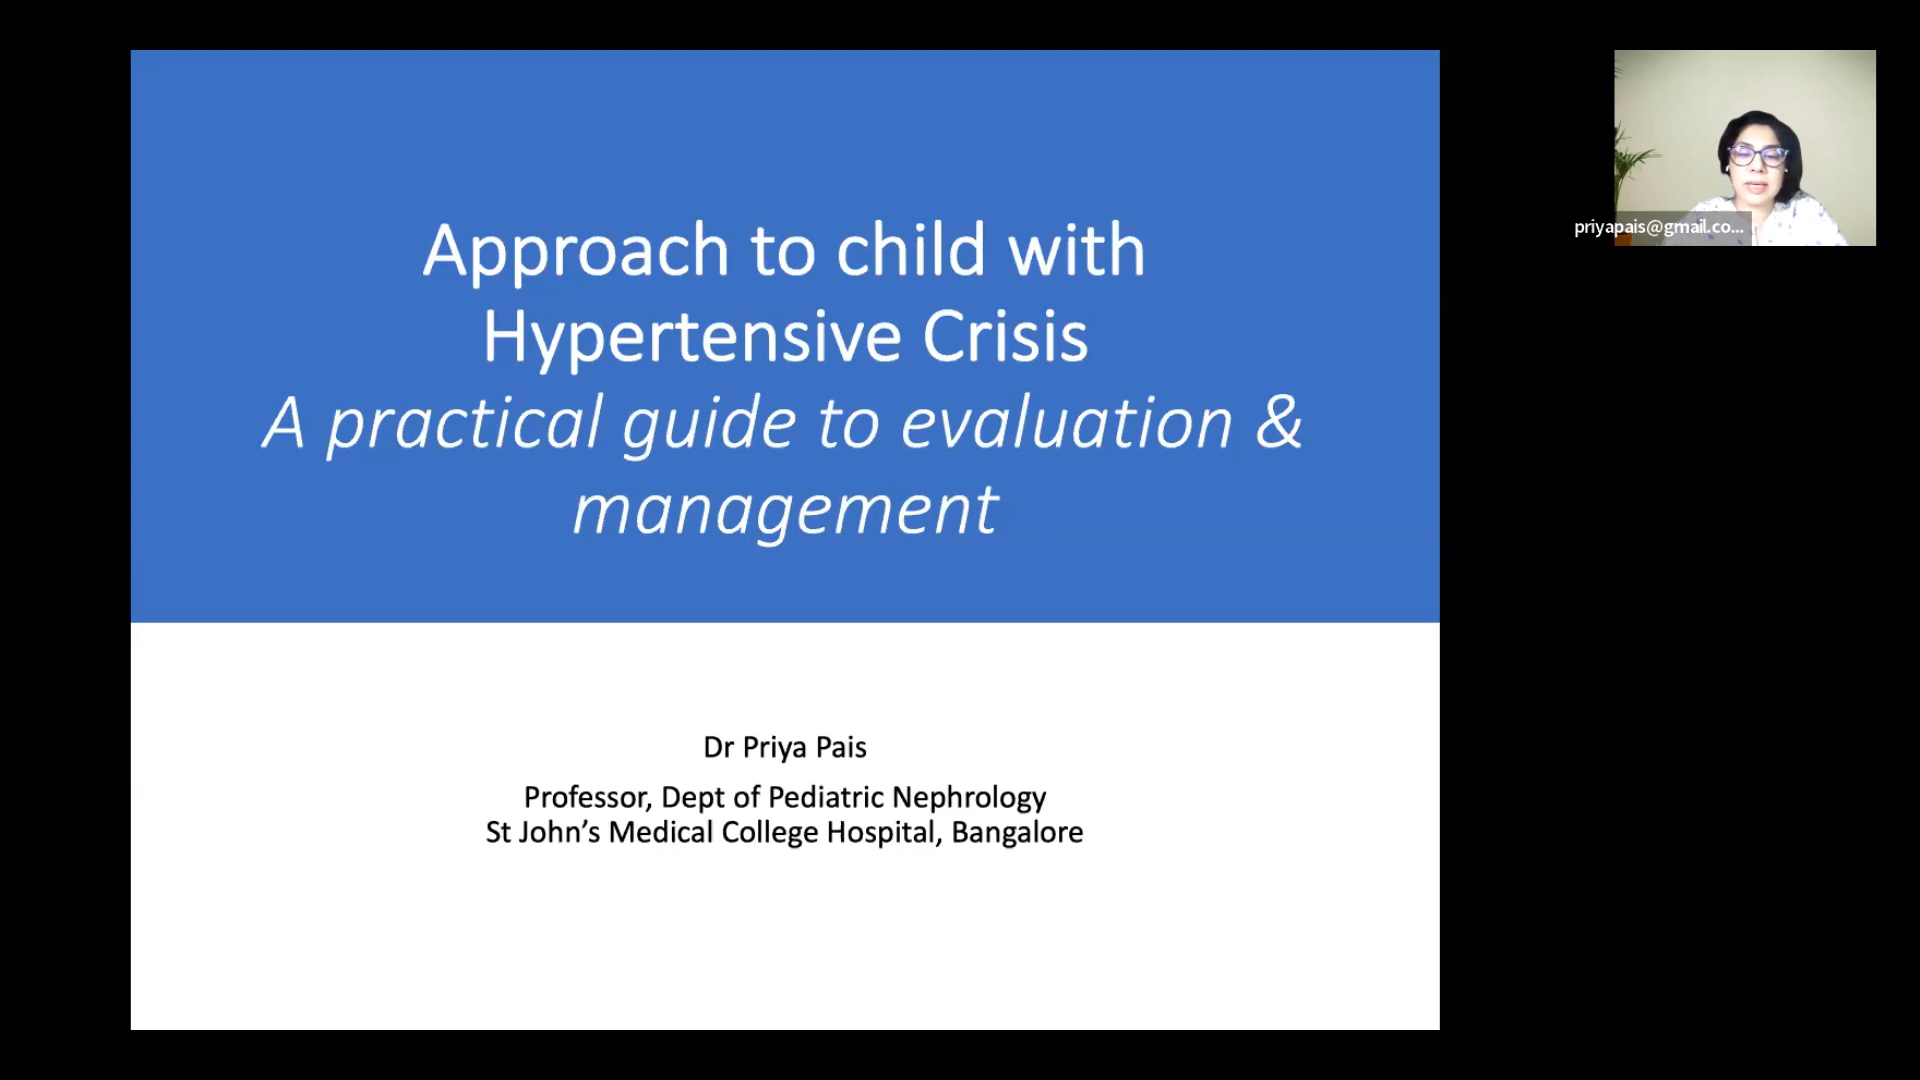 Approach to child with
Hypertensive Crisis
A practical guide to evaluation &
management
Dr Priya Pais
Professor, Dept of Pediatric Nephrology
St John’s Medical College Hospital, Bangalore
priyapais@gmail.co...